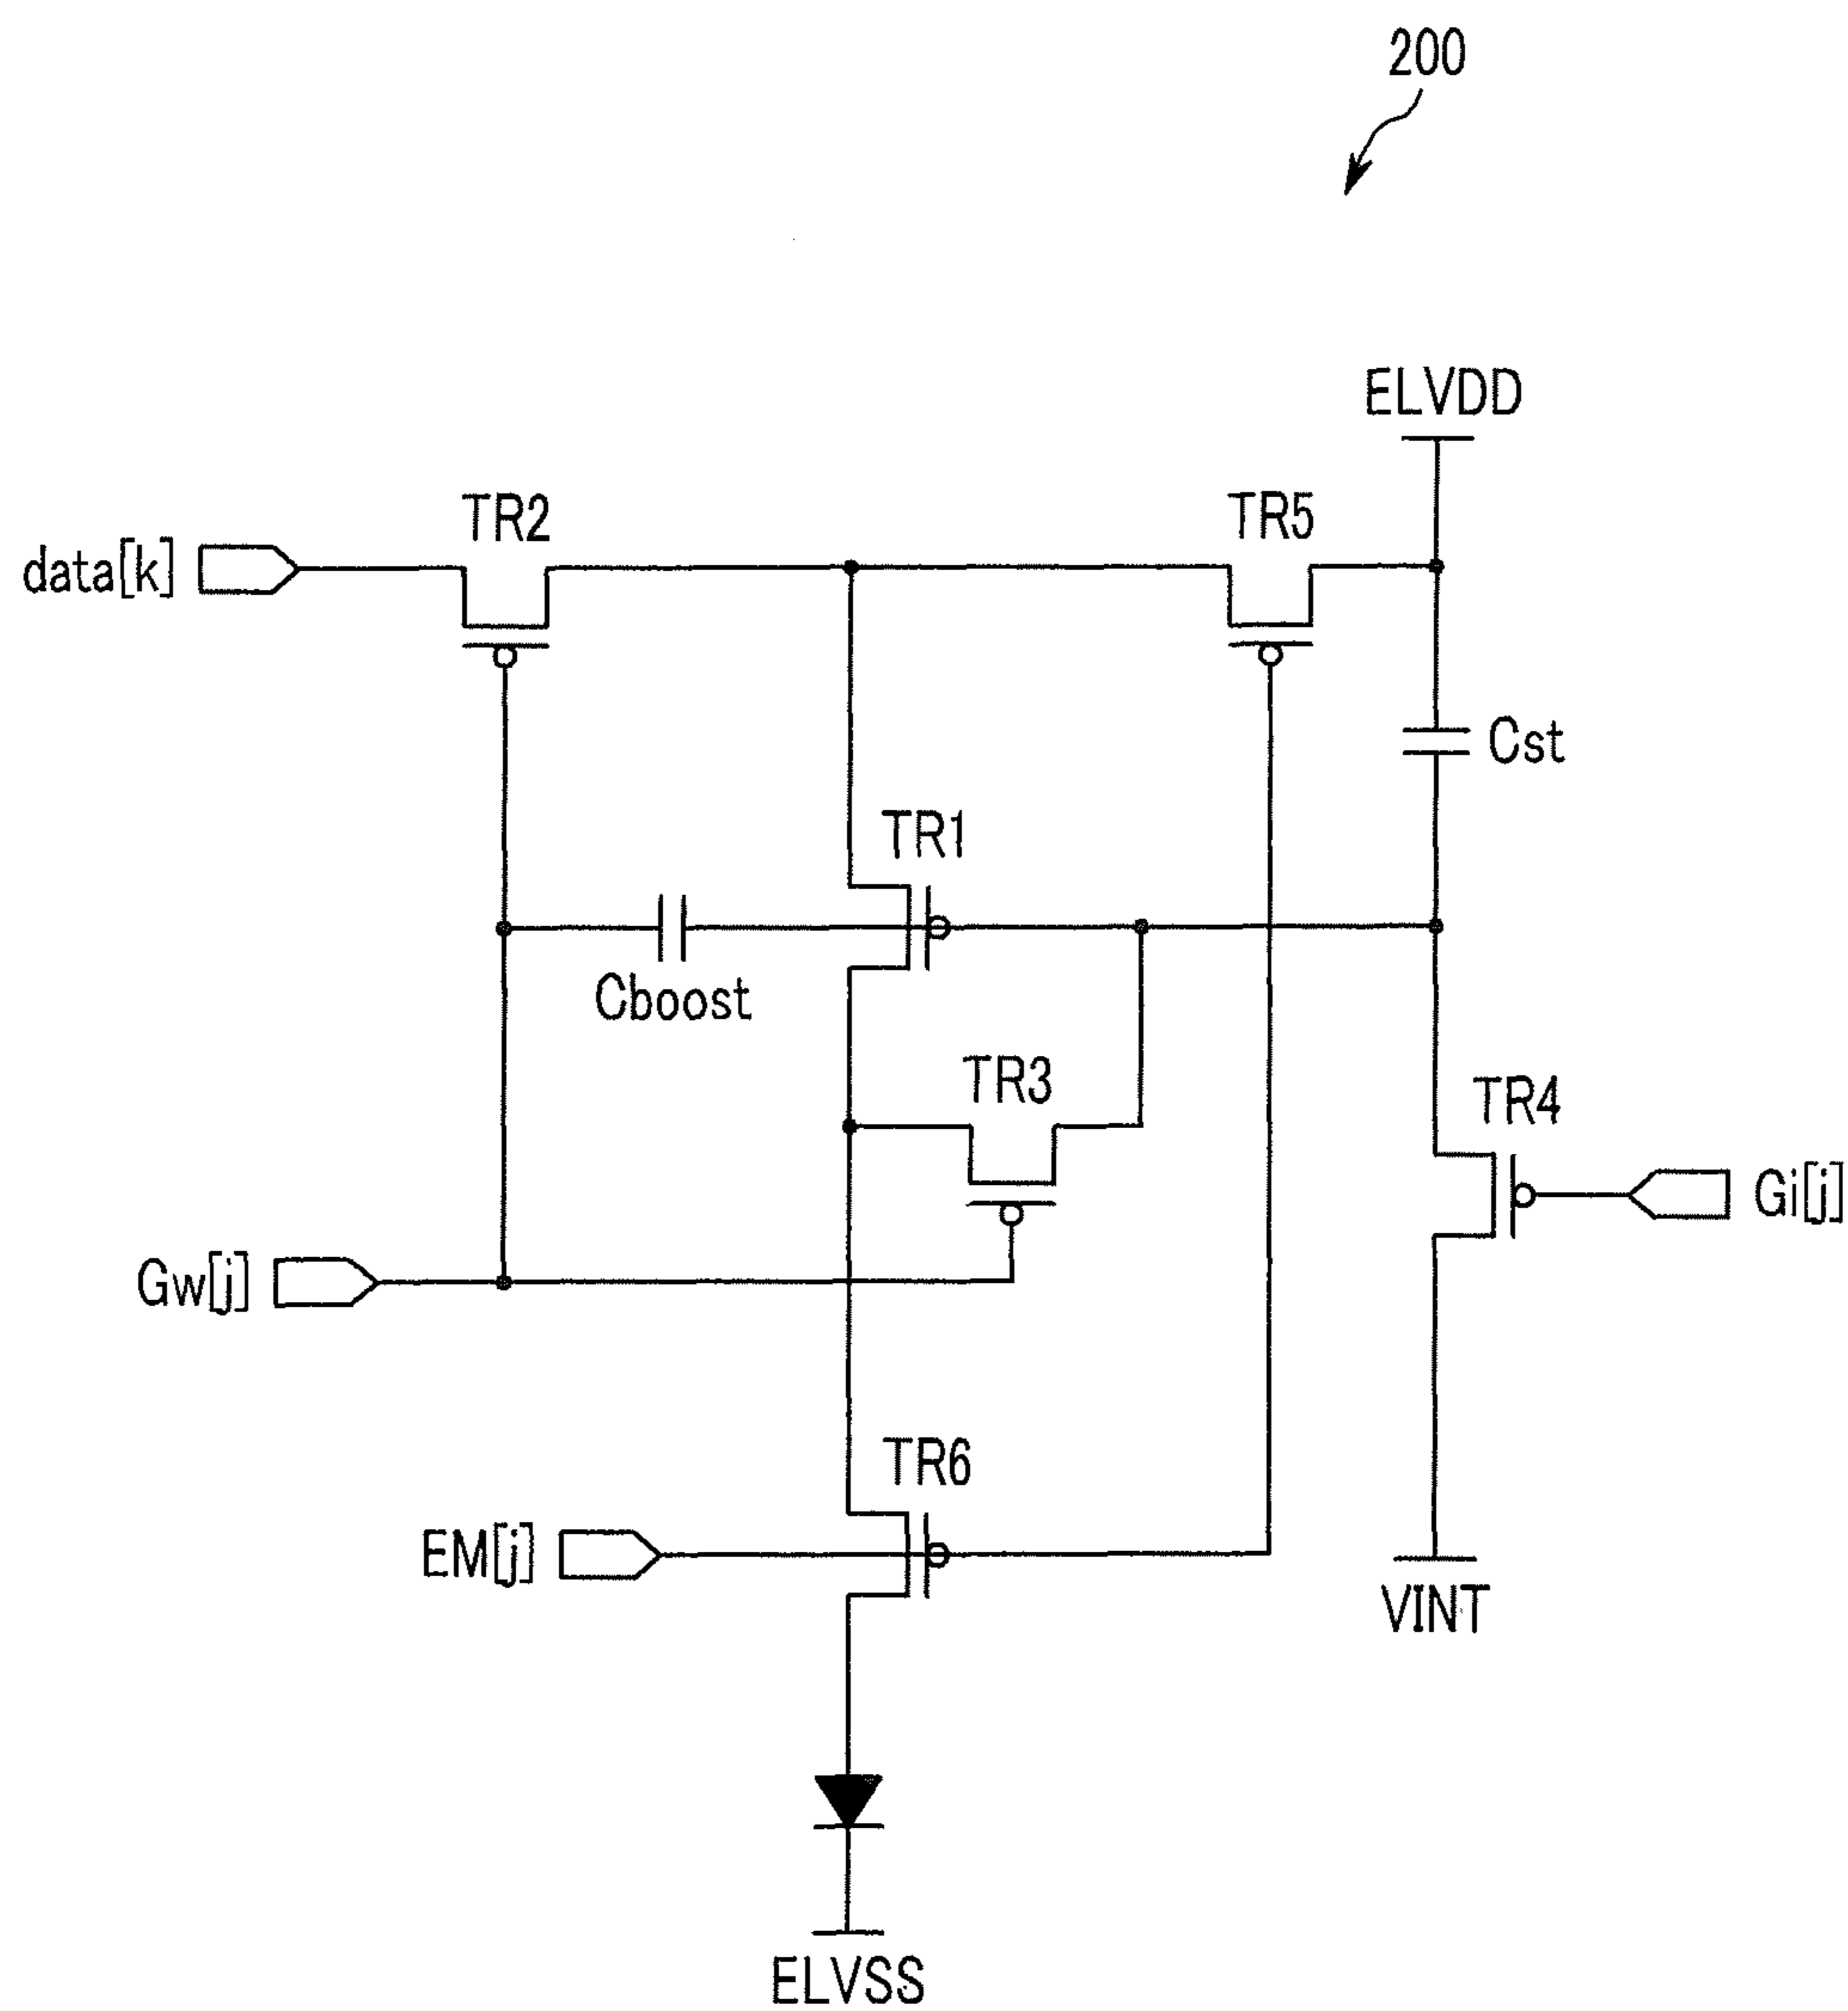 200
ELVDD
TR2
TR5
data[k]
Cst
TR1
Cboost
TR3
TR4
Gi[j]
Gw[j]
TR6
EM[j]
VINT
ELVSS